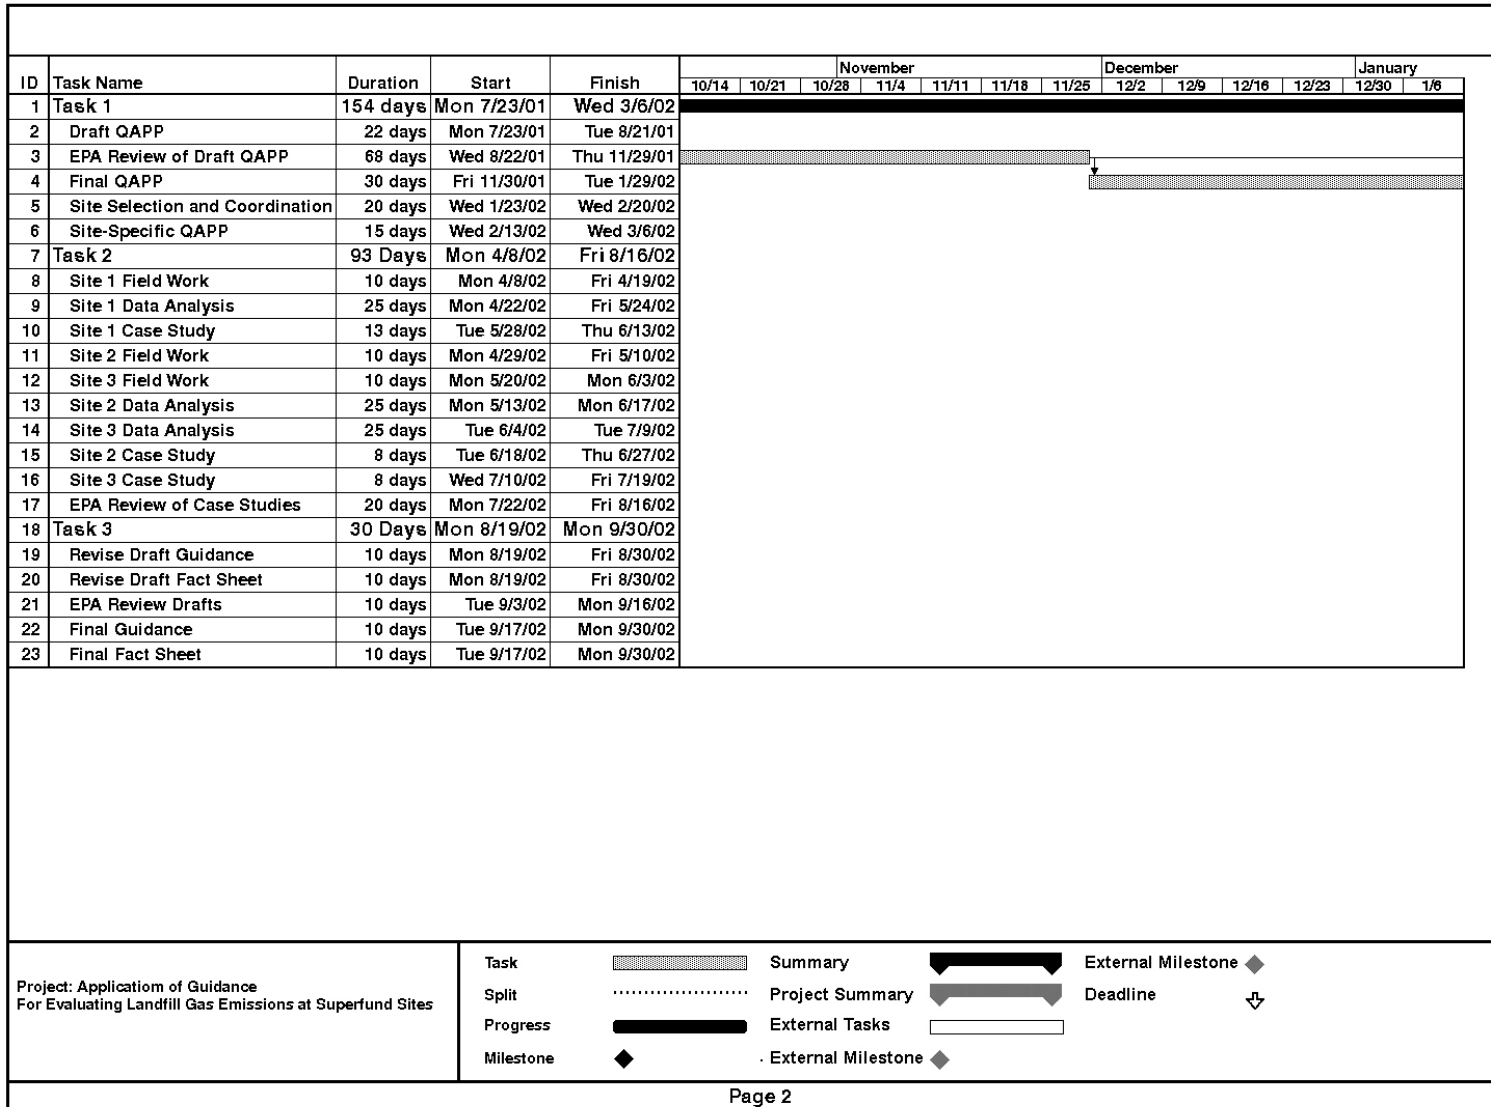 November December January
ID Task Name Duration Start Finish 10/14 10/21 10/28 11/4 11/11 11/18 11/25 12/2 12/9 12/16 12/23 12/30 1/6
1 Task 1 154 days Mon 7/23/01 Wed 3/6/02
2 Draft QAPP 22 days Mon 7/23/01 Tue 8/21/01
3 EPA Review of Draft QAPP 68 days Wed 8/22/01 Thu 11/29/01
4 Final QAPP 30 days Fri 11/30/01 Tue 1/29/02
5 Site Selection and Coordination 20 days Wed 1/23/02 Wed 2/20/02
6 Site-Specific QAPP 15 days Wed 2/13/02 Wed 3/6/02
7 Task 2 93 Days Mon 4/8/02 Fri 8/16/02
8 Site 1 Field Work 10 days Mon 4/8/02 Fri 4/19/02
9 Site 1 Data Analysis 25 days Mon 4/22/02 Fri 5/24/02
10 Site 1 Case Study 13 days Tue 5/28/02 Thu 6/13/02
11 Site 2 Field Work 10 days Mon 4/29/02 Fri 5/10/02
12 Site 3 Field Work 10 days Mon 5/20/02 Mon 6/3/02
13 Site 2 Data Analysis 25 days Mon 5/13/02 Mon 6/17/02
14 Site 3 Data Analysis 25 days Tue 6/4/02 Tue 7/9/02
15 Site 2 Case Study 8 days Tue 6/18/02 Thu 6/27/02
16 Site 3 Case Study 8 days Wed 7/10/02 Fri 7/19/02
17 EPA Review of Case Studies 20 days Mon 7/22/02 Fri 8/16/02
18 Task 3 30 Days Mon 8/19/02 Mon 9/30/02
19 Revise Draft Guidance 10 days Mon 8/19/02 Fri 8/30/02
20 Revise Draft Fact Sheet 10 days Mon 8/19/02 Fri 8/30/02
21 EPA Review Drafts 10 days Tue 9/3/02 Mon 9/16/02
22 Final Guidance 10 days Tue 9/17/02 Mon 9/30/02
23 Final Fact Sheet 10 days Tue 9/17/02 Mon 9/30/02
Project: Applicatiom of Guidance
For Evaluating Landfill Gas Emissions at Superfund Sites
Task Summary External Milestone
Split Project Summary Deadline
Progress External Tasks
Milestone External Milestone
Page 2